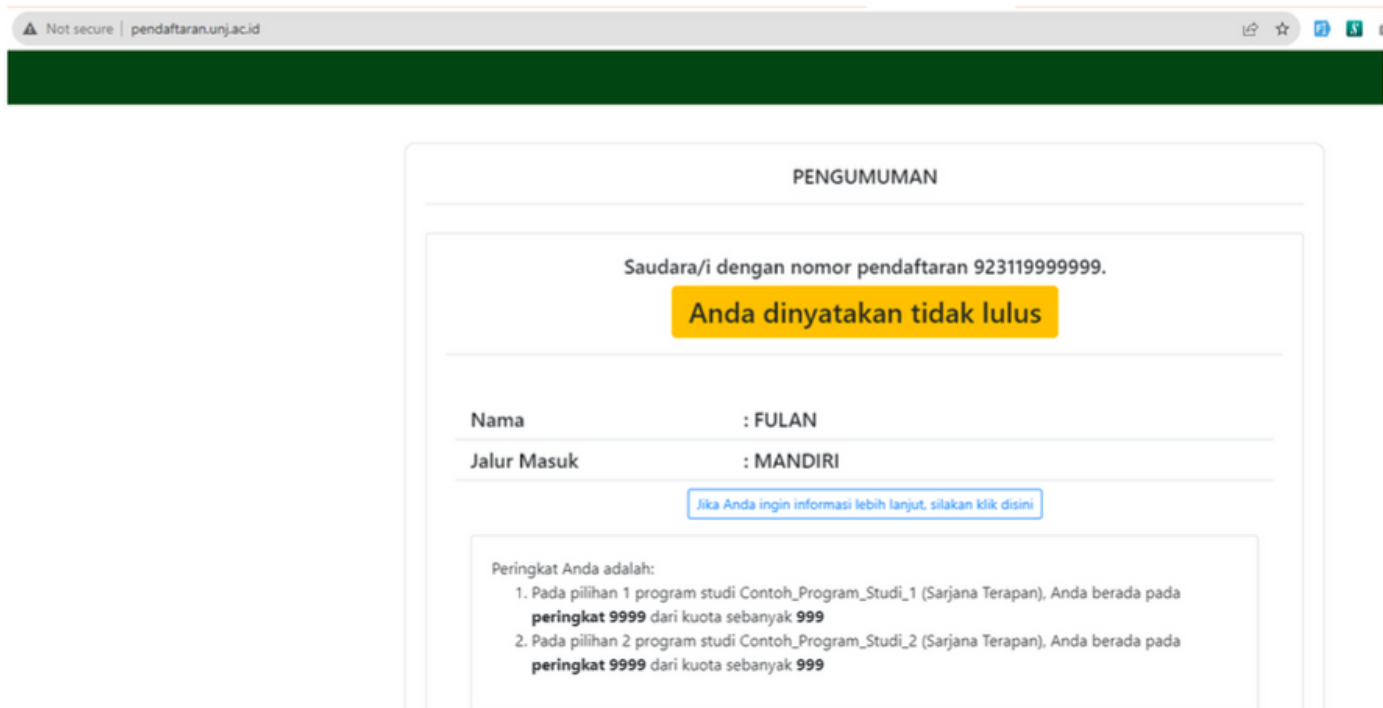 Not secure | pendaftaran.unj.ac.id
PENGUMUMAN
Saudara/i dengan nomor pendaftaran 923119999999.
Anda dinyatakan tidak lulus
Nama : FULAN
Jalur Masuk : MANDIRI
Jika Anda ingin informasi lebih lanjut, silakan klik disini
Peringkat Anda adalah:
1. Pada pilihan 1 program studi Contoh_Program_Studi_1 (Sarjana Terapan), Anda berada pada
peringkat 9999 dari kuota sebanyak 999
2. Pada pilihan 2 program studi Contoh_Program_Studi_2 (Sarjana Terapan), Anda berada pada
peringkat 9999 dari kuota sebanyak 999